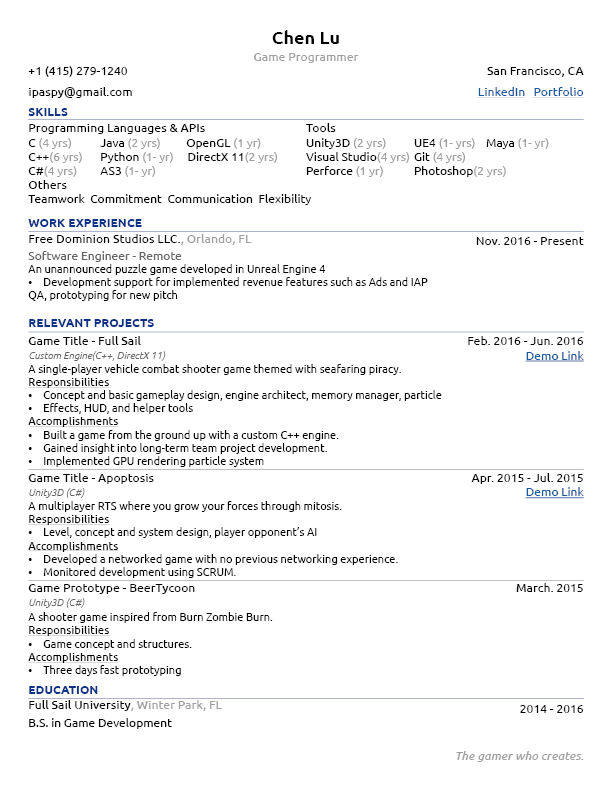 Chen Lu
Game Programmer
+1 (415) 279-1240 San Francisco, CA
ipaspy@gmail.com LinkedIn Portfolio
SKILLS
Programming Languages & APIs Tools
C (4 yrs) Java (2 yrs) OpenGL (1 yr) Unity3D (2 yrs) UE4 (1- yrs) Maya (1- yr)
C++(6 yrs) Python (1- yr) DirectX 11(2 yrs) Visual Studio(4 yrs) Git (4 yrs)
C#(4 yrs) AS3 (1- yr) Perforce (1 yr) Photoshop(2 yrs)
Others
Teamwork Commitment Communication Flexibility
WORK EXPERIENCE
Free Dominion Studios LLC., Orlando, FL Nov. 2016 - Present
Software Engineer - Remote
An unannounced puzzle game developed in Unreal Engine 4
• Development support for implemented revenue features such as Ads and IAP
QA, prototyping for new pitch
RELEVANT PROJECTS
Game Title - Full Sail Feb. 2016 - Jun. 2016
Custom Engine(C++, DirectX 11) Demo Link
A single-player vehicle combat shooter game themed with seafaring piracy.
Responsibilities
• Concept and basic gameplay design, engine architect, memory manager, particle
• Effects, HUD, and helper tools
Accomplishments
• Built a game from the ground up with a custom C++ engine.
• Gained insight into long-term team project development.
• Implemented GPU rendering particle system
Game Title - Apoptosis Apr. 2015 - Jul. 2015
Unity3D (C#) Demo Link
A multiplayer RTS where you grow your forces through mitosis.
Responsibilities
• Level, concept and system design, player opponent’s AI
Accomplishments
• Developed a networked game with no previous networking experience.
• Monitored development using SCRUM.
Game Prototype - BeerTycoon March. 2015
Unity3D (C#)
A shooter game inspired from Burn Zombie Burn.
Responsibilities
• Game concept and structures.
Accomplishments
• Three days fast prototyping
EDUCATION
Full Sail University, Winter Park, FL 2014 - 2016
B.S. in Game Development
The gamer who creates.